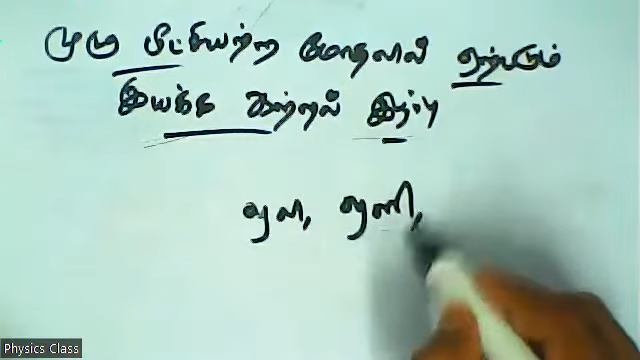 முழு மீட்சியற்ற மோதலில் ஏற்படும்
இயக்க ஆற்றல் இழப்பு
ஒலி, ஒளி,
Physics Class